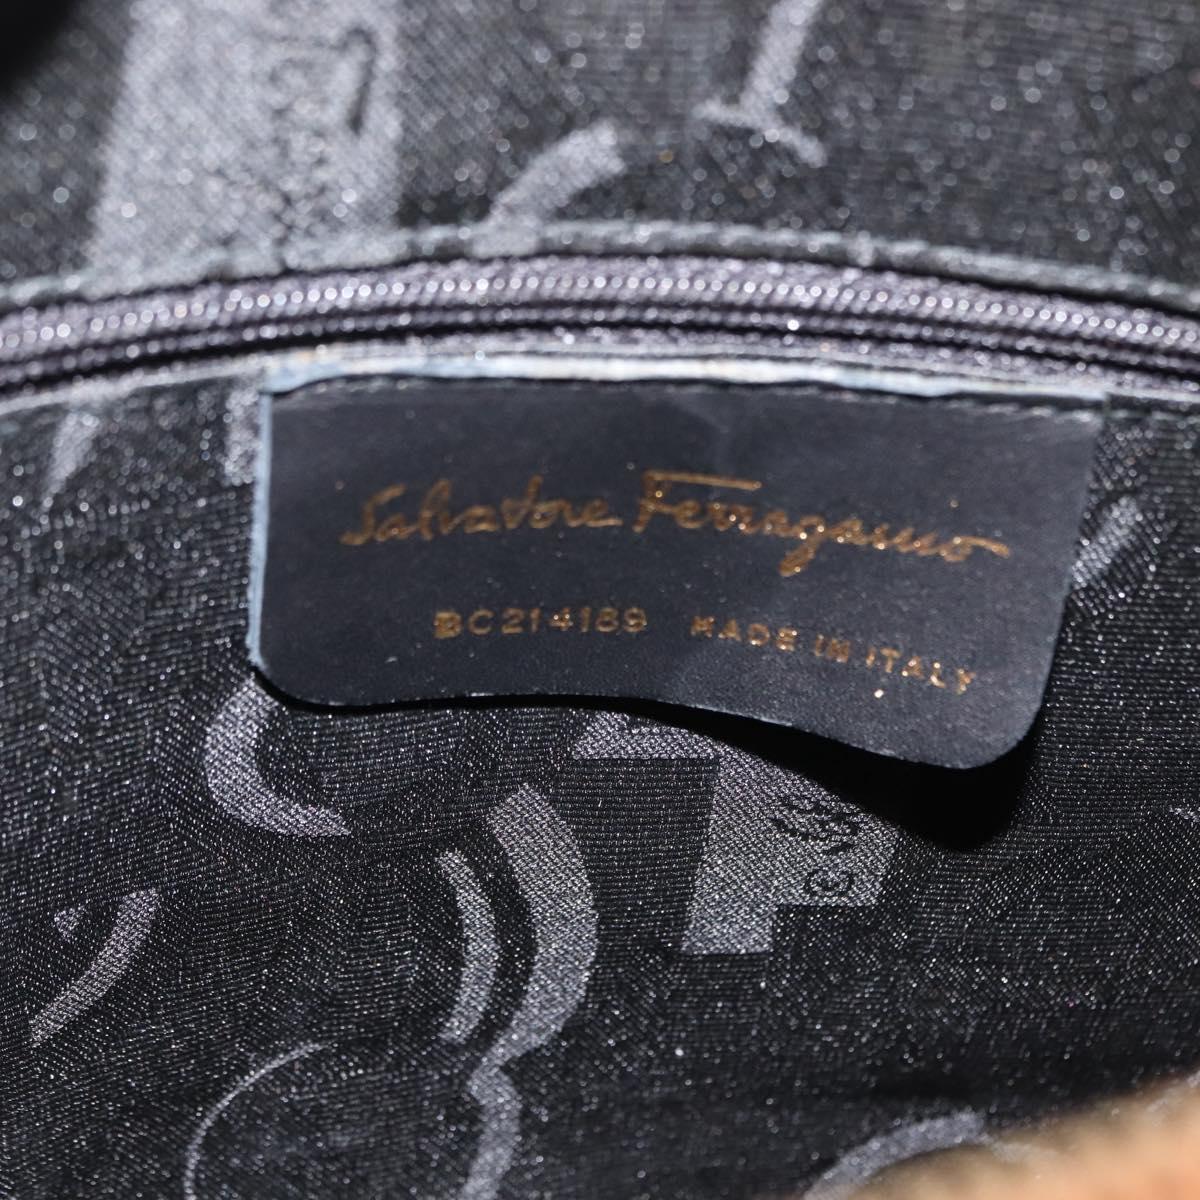 Salvatore Ferragamo
BC214189 MADE IN ITALY